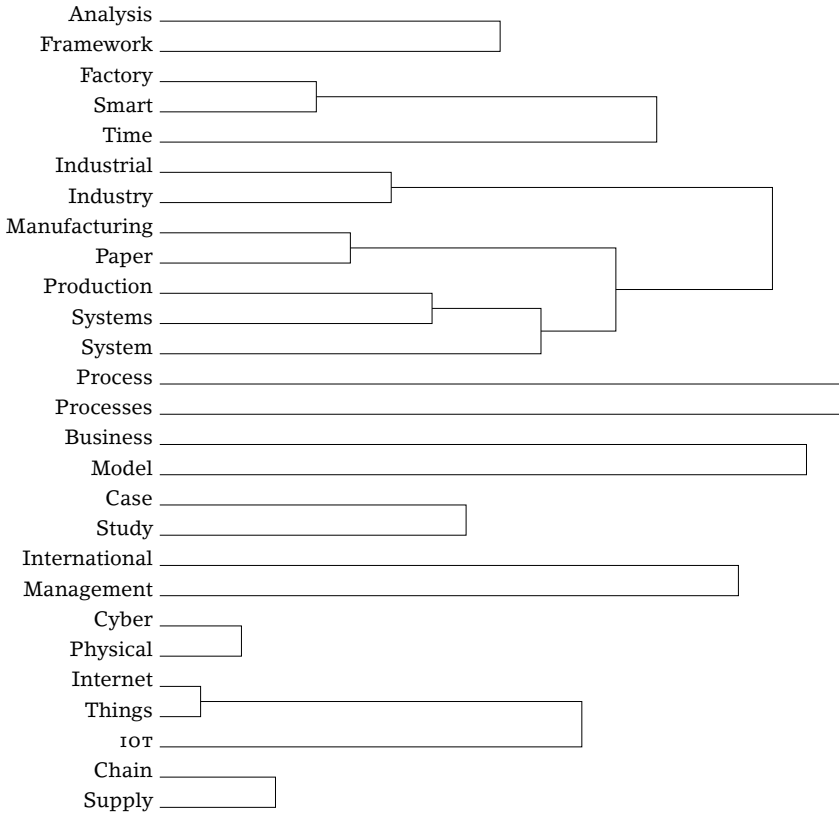 Analysis
Framework
Factory
Smart
Time
Industrial
Industry
Manufacturing
Paper
Production
Systems
System
Process
Processes
Business
Model
Case
Study
International
Management
Cyber
Physical
Internet
Things
IOT
Chain
Supply